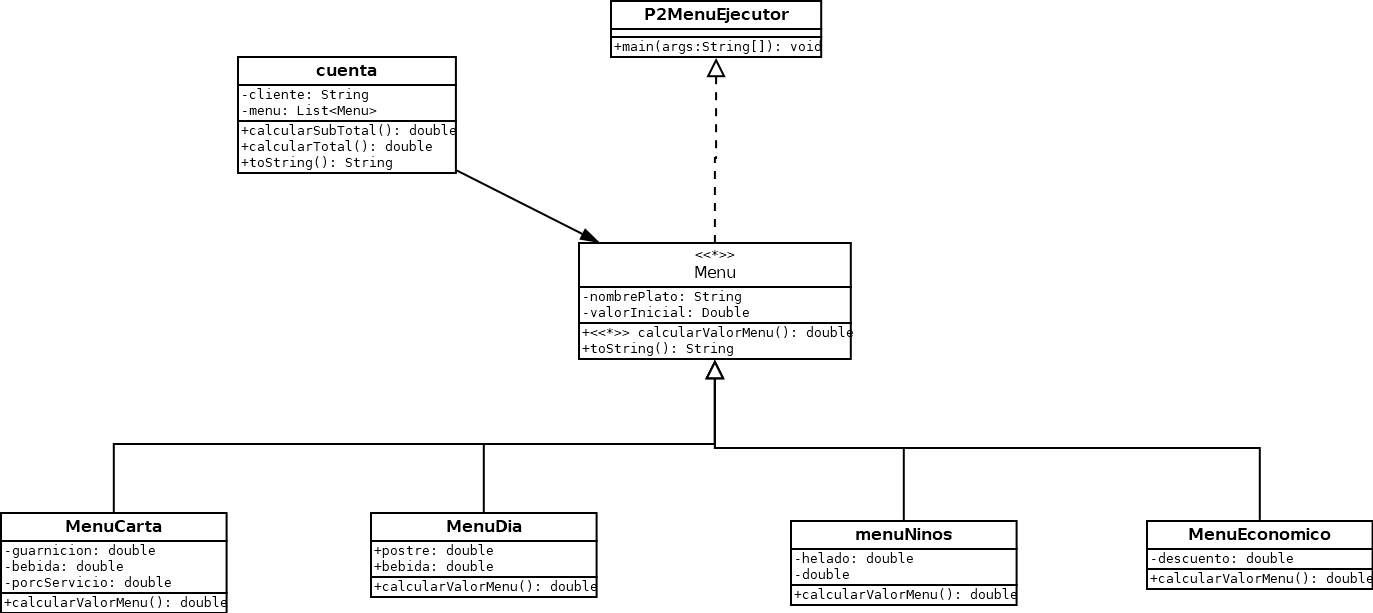 P2MenuEjecutor
+main(args:String[]): void
cuenta
-cliente: String
-menu: List<Menu>
+calcularSubTotal(): double
+calcularTotal(): double
+toString(): String
<<*>>
Menu
-nombrePlato: String
-valorInicial: Double
+<<*>> calcularValorMenu(): double
+toString(): String
MenuCarta
-guarnicion: double
-bebida: double
-porcServicio: double
+calcularValorMenu(): double
MenuDia
+postre: double
+bebida: double
+calcularValorMenu(): double
menuNinos
-helado: double
-double
+calcularValorMenu(): double
MenuEconomico
-descuento: double
+calcularValorMenu(): double